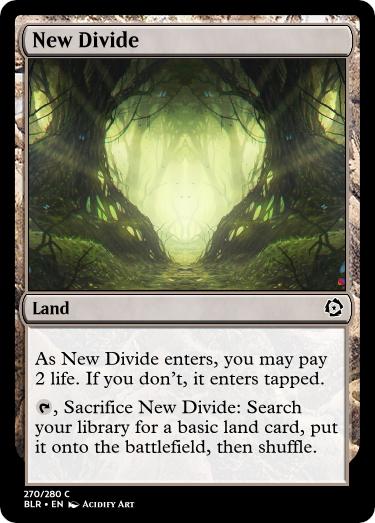 New Divide
Land
As New Divide enters, you may pay
2 life. If you don't, it enters tapped.
, Sacrifice New Divide: Search
your library for a basic land card, put
it onto the battlefield, then shuffle.
270/280 C
BLR • EN Acidify Art